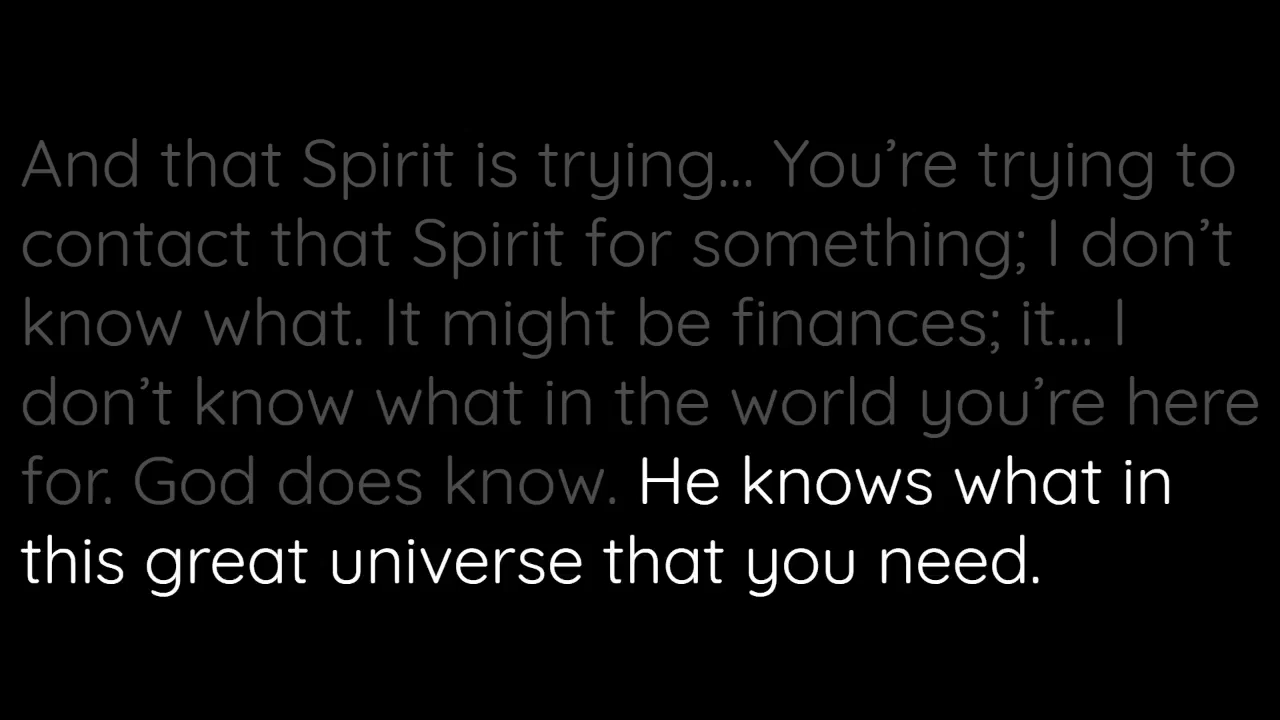 And that Spirit is trying... You’re trying to
contact that Spirit for something; I don’t
know what. It might be finances; it... I
don’t know what in the world you’re here
for. God does know. He knows what in
this great universe that you need.